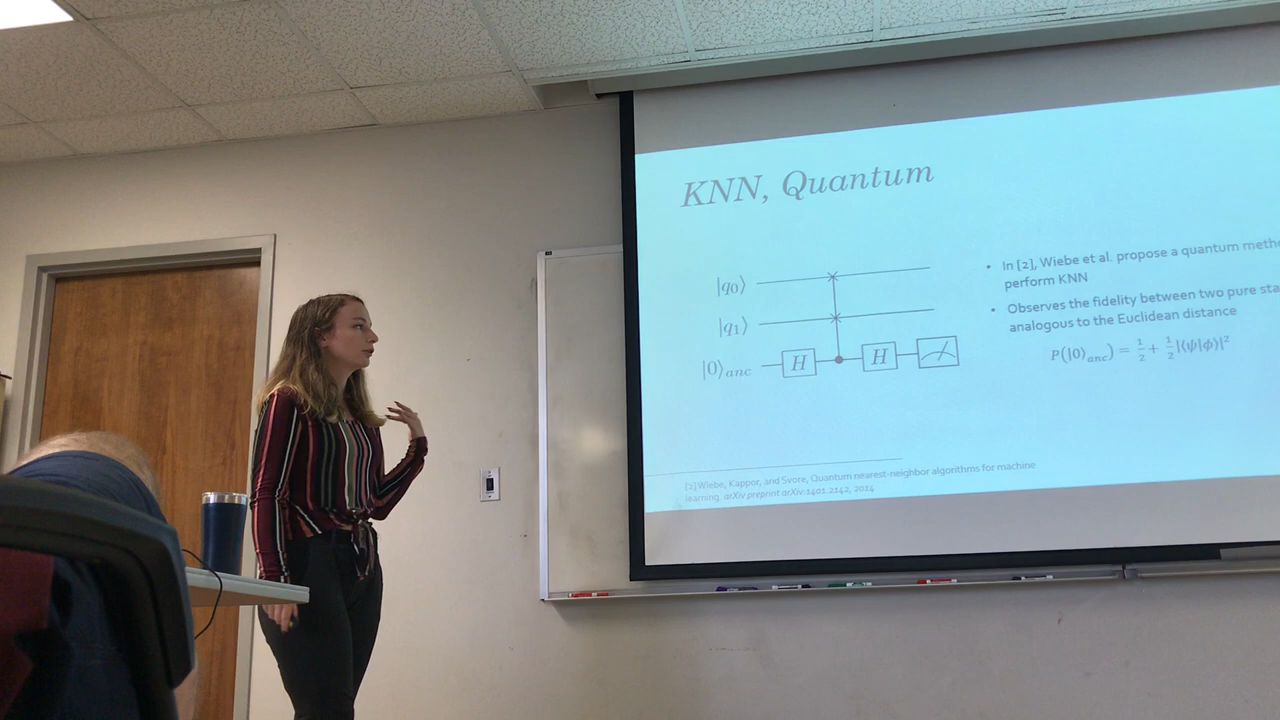 KNN, Quantum
|q₀⟩
|q₁⟩
|0⟩anc
H
H
• In [2], Wiebe et al. propose a quantum
perform KNN
• Observes the fidelity between two pure
analogous to the Euclidean distance
P(|0⟩anc) = 1/2 + 1/2|⟨ψ|ϕ⟩|²
[2] Wiebe, Kappor, and Svore, Quantum nearest-neighbor algorithms for machine
learning. arXiv preprint arXiv:1401.2142, 2014